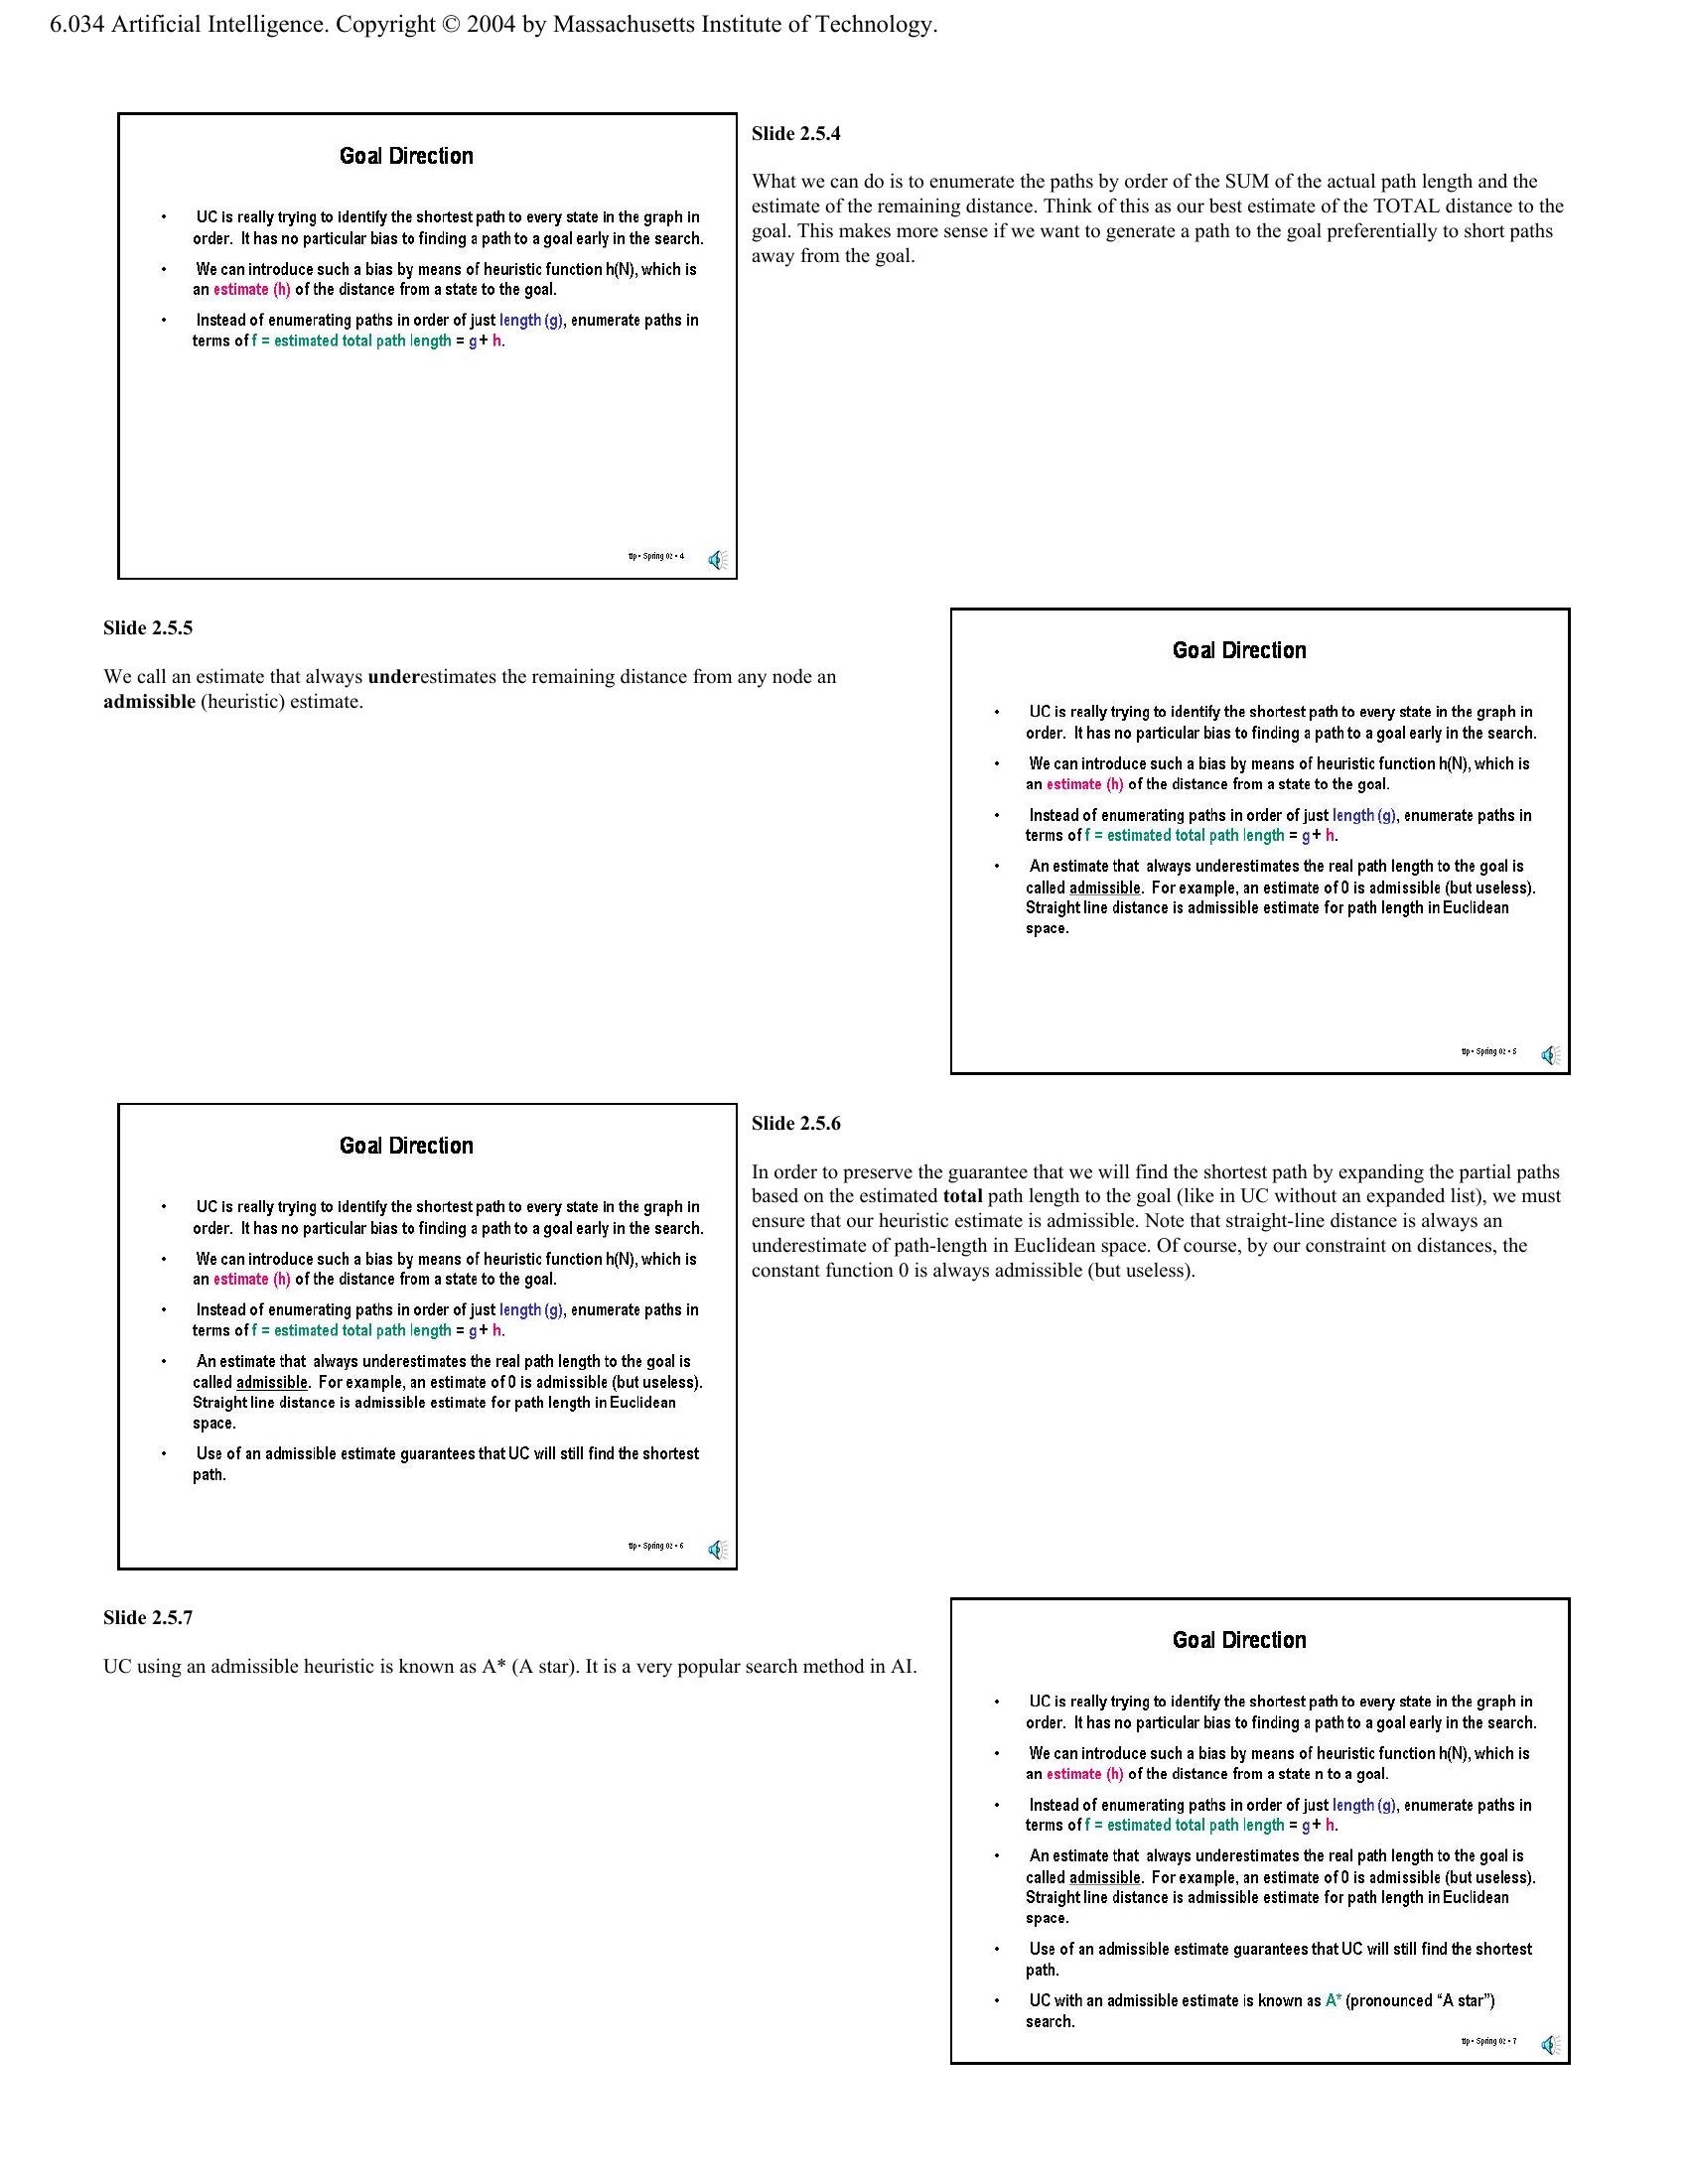 6.034 Artificial Intelligence. Copyright © 2004 by Massachusetts Institute of Technology.
Goal Direction
• UC is really trying to identify the shortest path to every state in the graph in
order. It has no particular bias to finding a path to a goal early in the search.
• We can introduce such a bias by means of heuristic function h(N), which is
an estimate (h) of the distance from a state to the goal.
• Instead of enumerating paths in order of just length (g), enumerate paths in
terms of f = estimated total path length = g + h.
tlp • Spring 02 • 4
Slide 2.5.4
What we can do is to enumerate the paths by order of the SUM of the actual path length and the
estimate of the remaining distance. Think of this as our best estimate of the TOTAL distance to the
goal. This makes more sense if we want to generate a path to the goal preferentially to short paths
away from the goal.
Slide 2.5.5
We call an estimate that always underestimates the remaining distance from any node an
admissible (heuristic) estimate.
Goal Direction
• UC is really trying to identify the shortest path to every state in the graph in
order. It has no particular bias to finding a path to a goal early in the search.
• We can introduce such a bias by means of heuristic function h(N), which is
an estimate (h) of the distance from a state to the goal.
• Instead of enumerating paths in order of just length (g), enumerate paths in
terms of f = estimated total path length = g + h.
• An estimate that always underestimates the real path length to the goal is
called admissible. For example, an estimate of 0 is admissible (but useless).
Straight line distance is admissible estimate for path length in Euclidean
space.
tlp • Spring 02 • 5
Goal Direction
• UC is really trying to identify the shortest path to every state in the graph in
order. It has no particular bias to finding a path to a goal early in the search.
• We can introduce such a bias by means of heuristic function h(N), which is
an estimate (h) of the distance from a state to the goal.
• Instead of enumerating paths in order of just length (g), enumerate paths in
terms of f = estimated total path length = g + h.
• An estimate that always underestimates the real path length to the goal is
called admissible. For example, an estimate of 0 is admissible (but useless).
Straight line distance is admissible estimate for path length in Euclidean
space.
• Use of an admissible estimate guarantees that UC will still find the shortest
path.
tlp • Spring 02 • 6
Slide 2.5.6
In order to preserve the guarantee that we will find the shortest path by expanding the partial paths
based on the estimated total path length to the goal (like in UC without an expanded list), we must
ensure that our heuristic estimate is admissible. Note that straight-line distance is always an
underestimate of path-length in Euclidean space. Of course, by our constraint on distances, the
constant function 0 is always admissible (but useless).
Slide 2.5.7
UC using an admissible heuristic is known as A* (A star). It is a very popular search method in AI.
Goal Direction
• UC is really trying to identify the shortest path to every state in the graph in
order. It has no particular bias to finding a path to a goal early in the search.
• We can introduce such a bias by means of heuristic function h(N), which is
an estimate (h) of the distance from a state n to a goal.
• Instead of enumerating paths in order of just length (g), enumerate paths in
terms of f = estimated total path length = g + h.
• An estimate that always underestimates the real path length to the goal is
called admissible. For example, an estimate of 0 is admissible (but useless).
Straight line distance is admissible estimate for path length in Euclidean
space.
• Use of an admissible estimate guarantees that UC will still find the shortest
path.
• UC with an admissible estimate is known as A* (pronounced “A star”)
search.
tlp • Spring 02 • 7